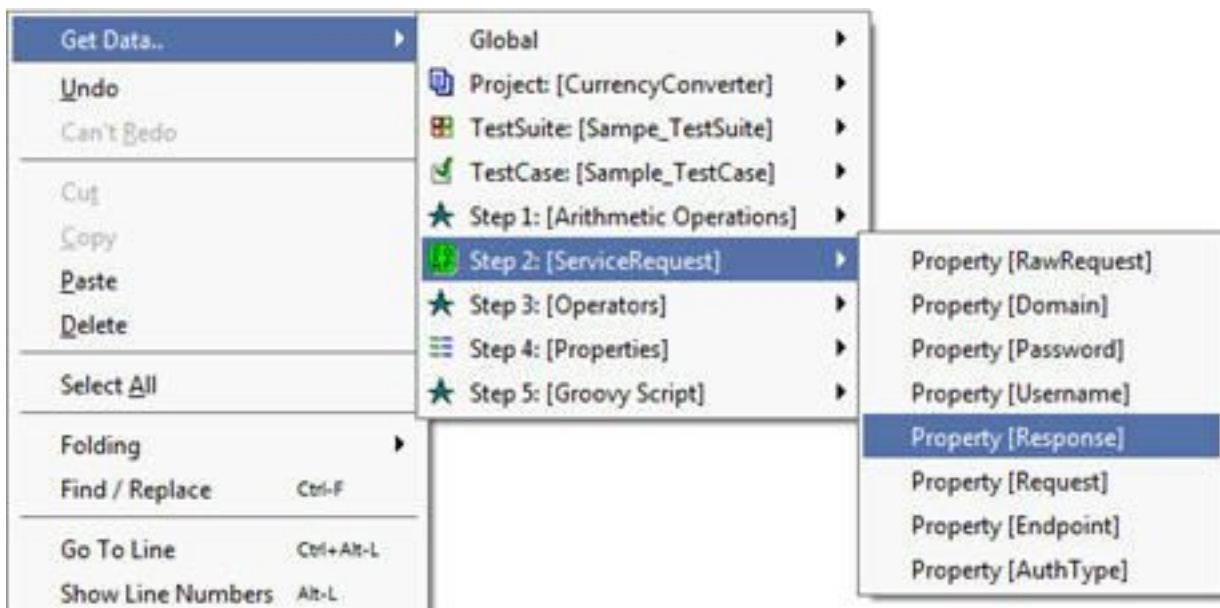 Get Data..
Undo
Can't Redo
Cut
Copy
Paste
Delete
Select All
Folding
Find / Replace Ctrl-F
Go To Line Ctrl+Alt-L
Show Line Numbers Alt-L
Global
Project: [CurrencyConverter]
TestSuite: [Sampe_TestSuite]
TestCase: [Sample_TestCase]
Step 1: [Arithmetic Operations]
Step 2: [ServiceRequest]
Step 3: [Operators]
Step 4: [Properties]
Step 5: [Groovy Script]
Property [RawRequest]
Property [Domain]
Property [Password]
Property [Username]
Property [Response]
Property [Request]
Property [Endpoint]
Property [AuthType]